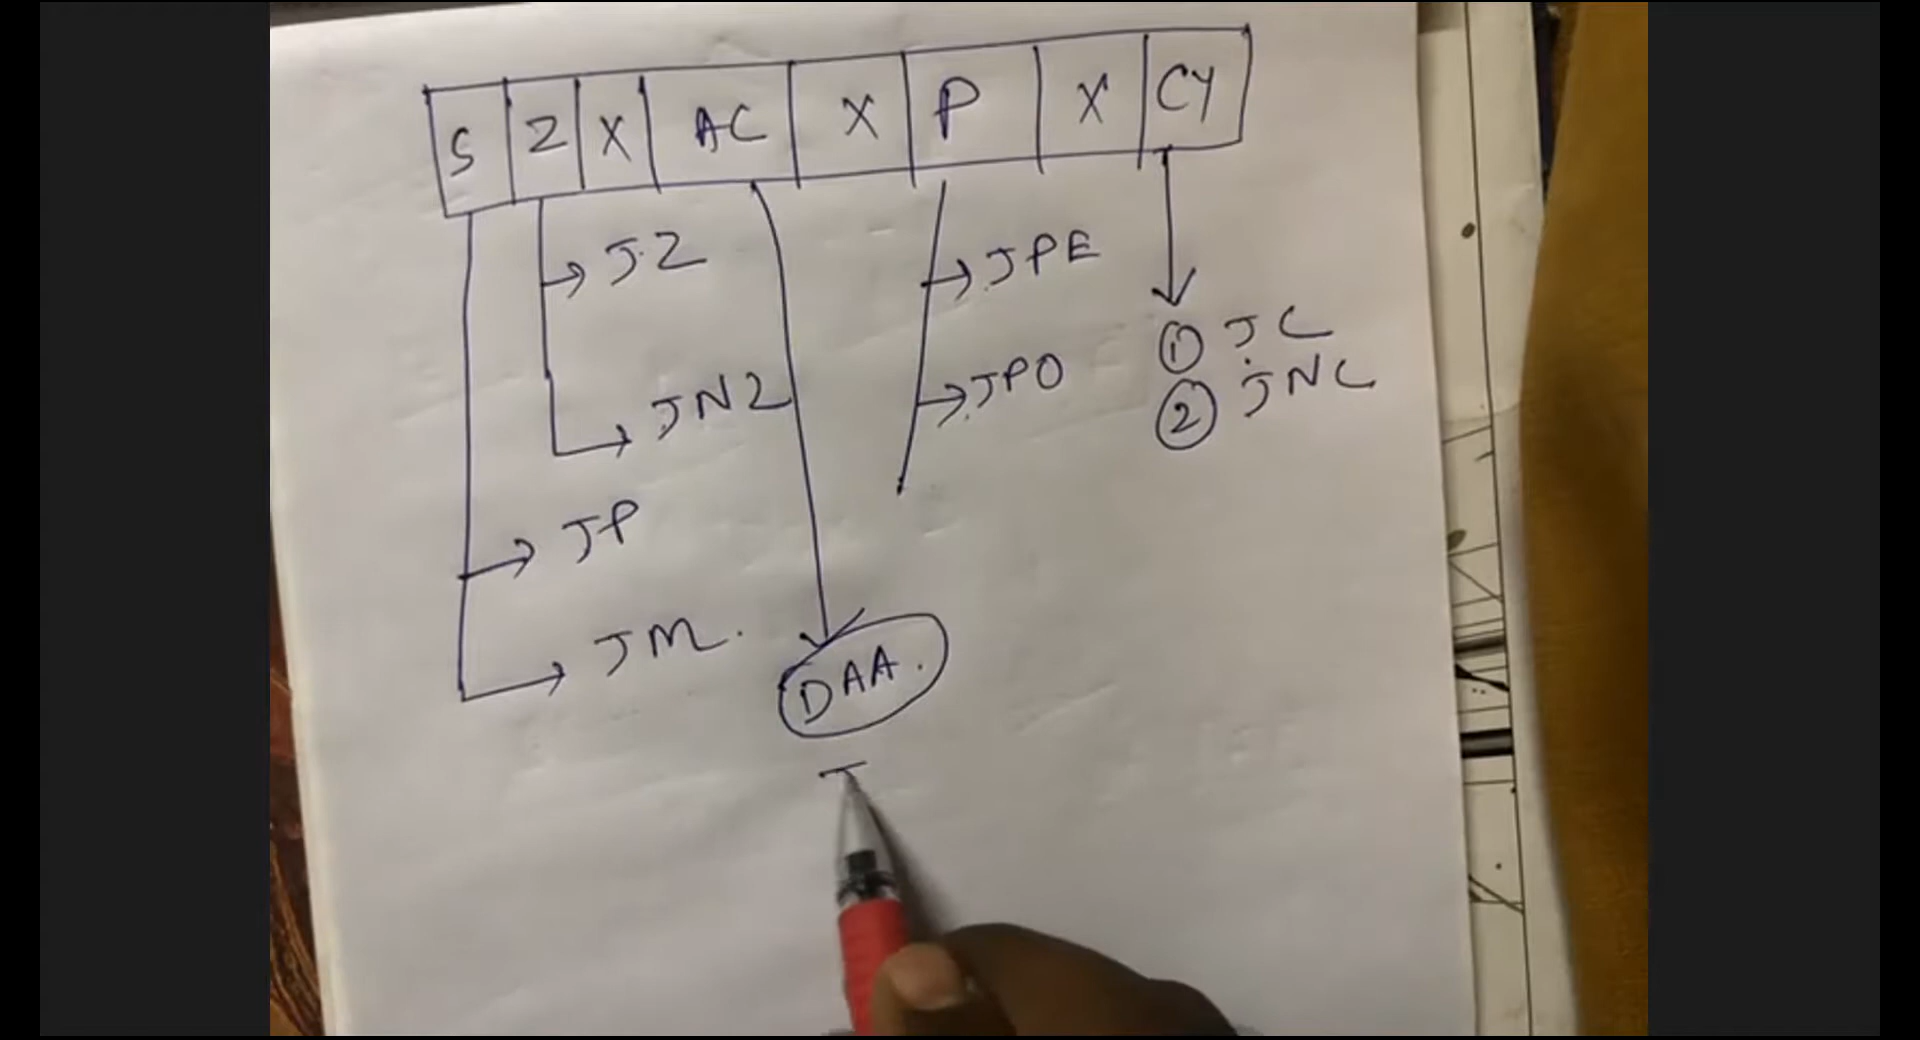 S Z X AC X P X CY
JZ
JPE
① JC
JNZ
JPO
② JNC
JP
JM.
DAA.